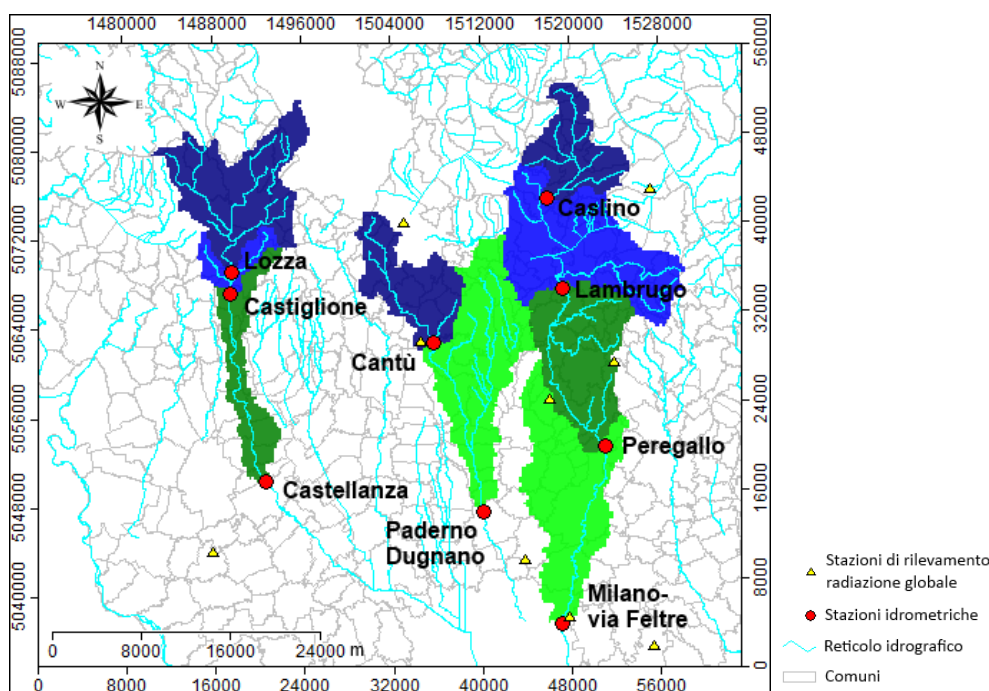 1480000 1488000 1496000 1504000 1512000 1520000 1528000
5088000
5080000
5072000
5064000
5056000
5048000
5040000
N
W E
S
Caslino
Lozza
Castiglione
Lambrugo
Cantù
Peregallo
Castellanza
Paderno
Dugnano
Milano-
via Feltre
0 8000 16000 24000 m
56000
48000
40000
32000
24000
16000
8000
0
0 8000 16000 24000 32000 40000 48000 56000
Stazioni di rilevamento
radiazione globale
Stazioni idrometriche
Reticolo idrografico
Comuni